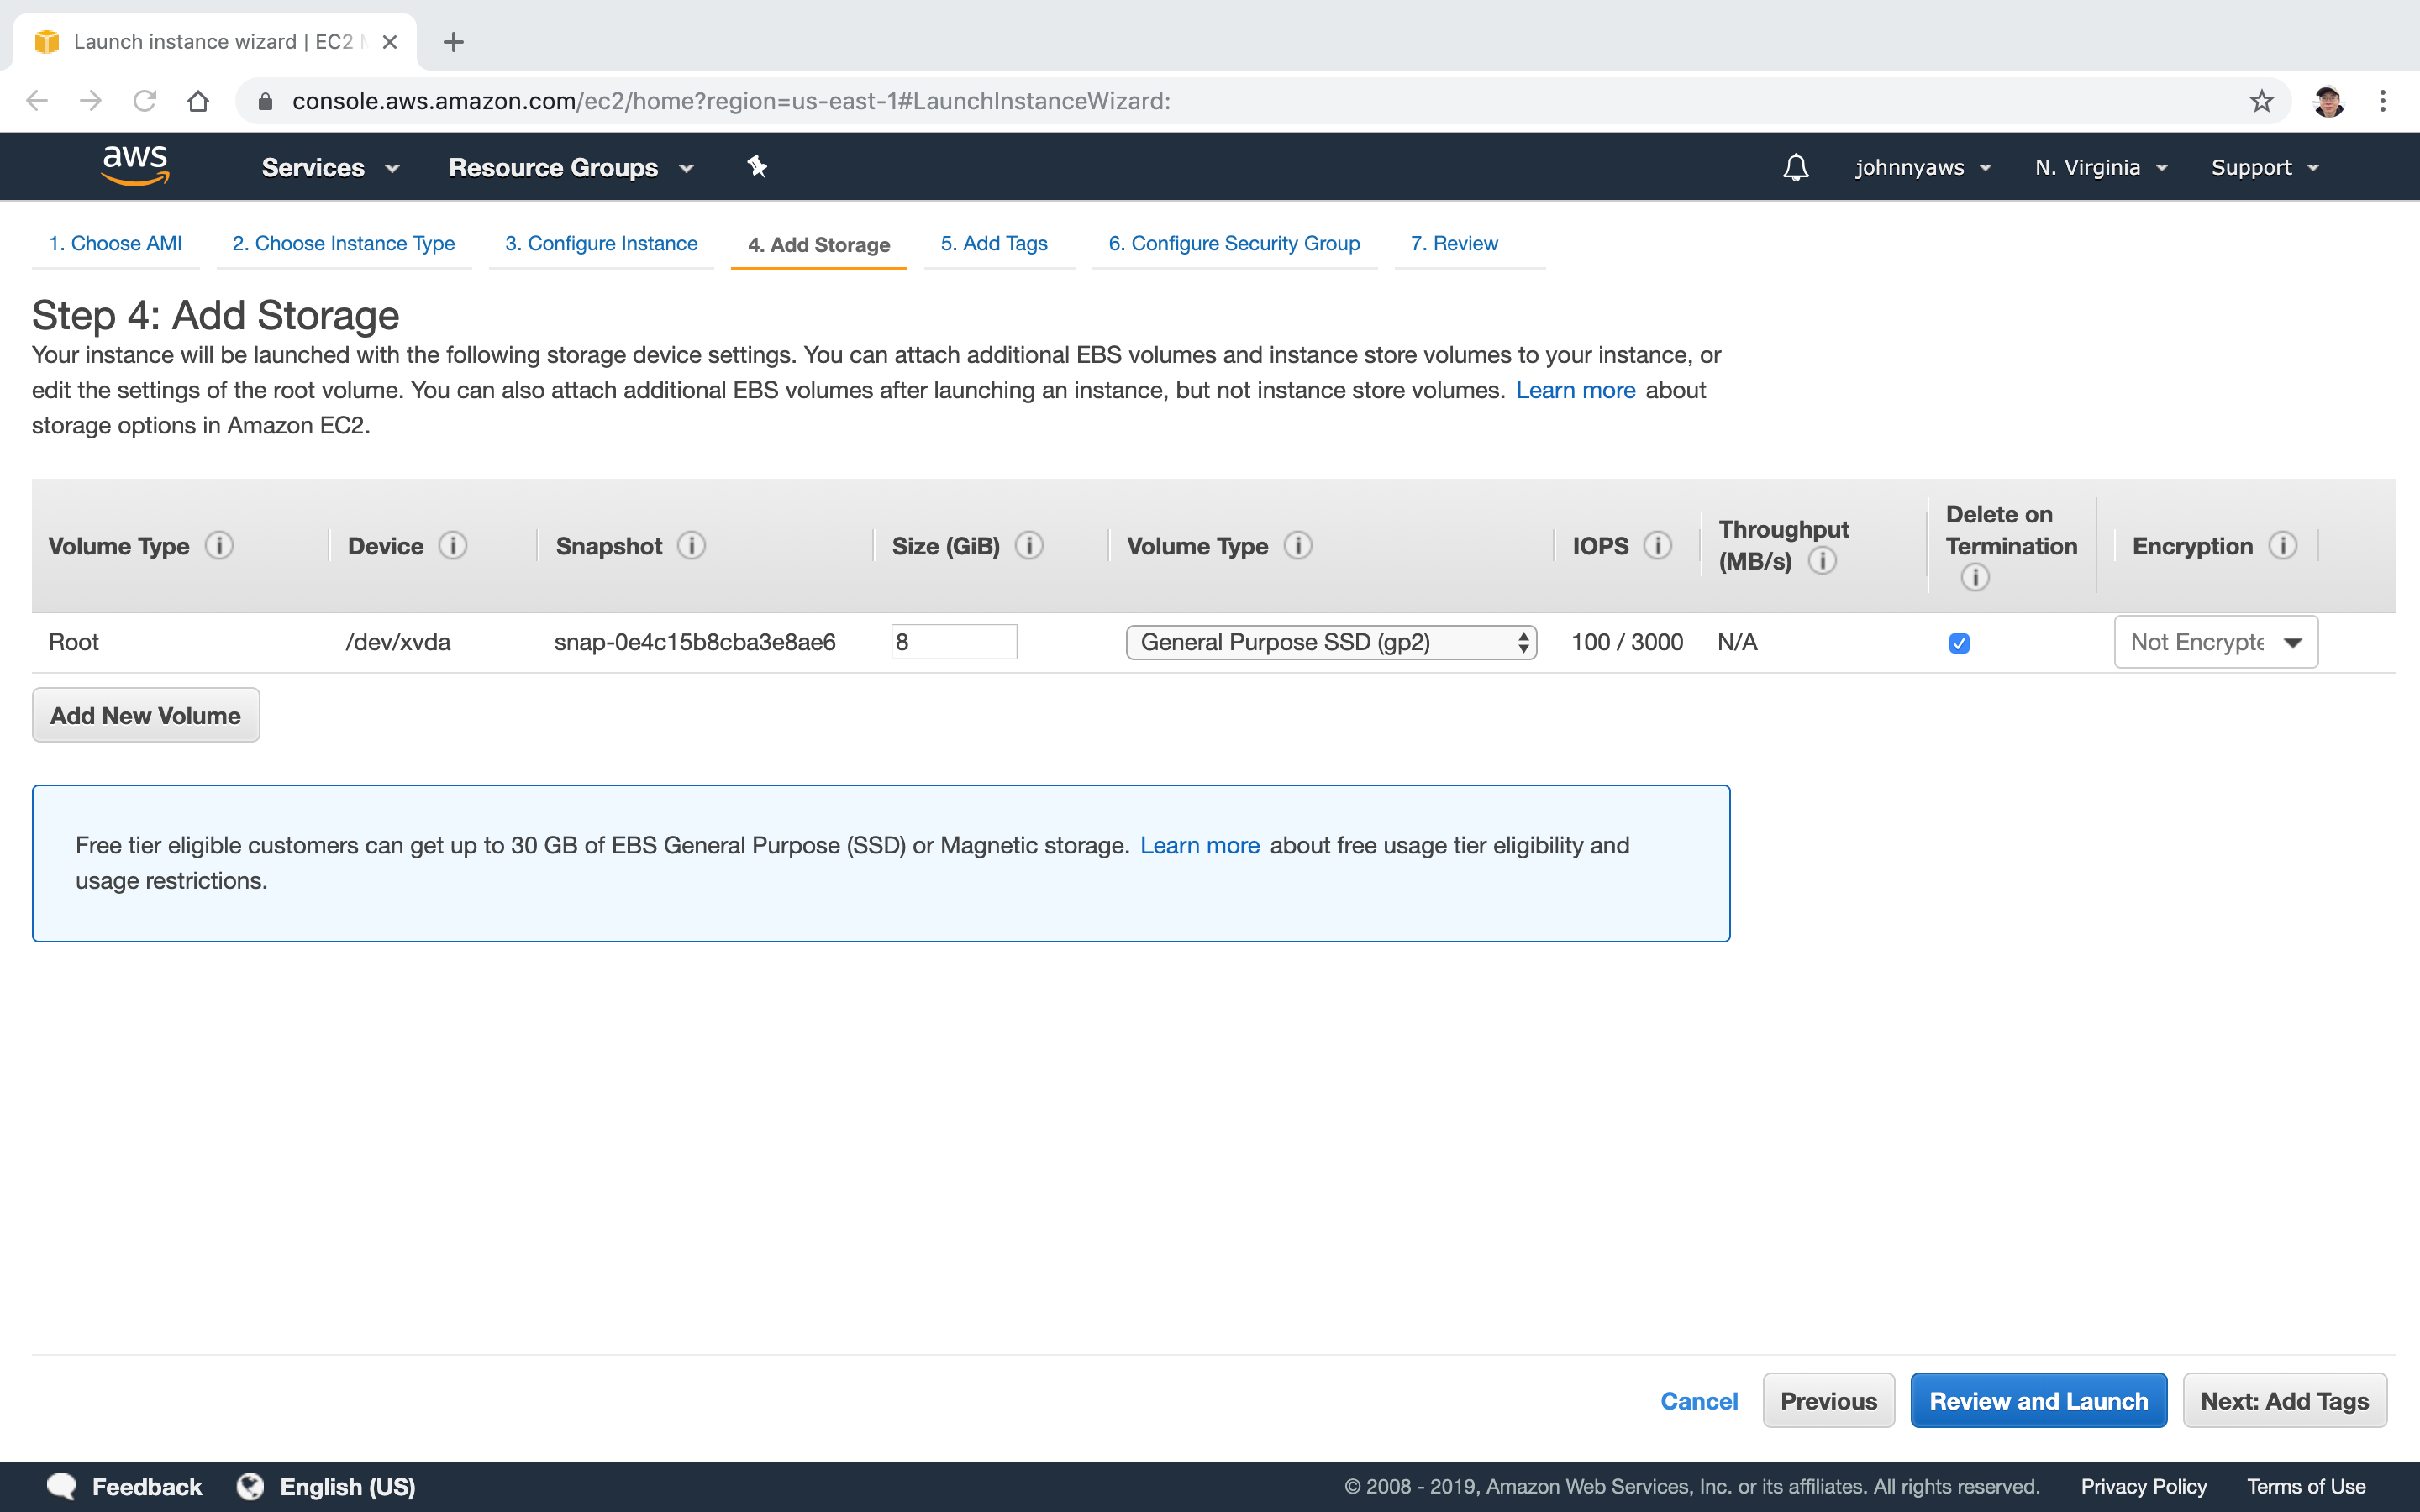 Launch instance wizard | EC2
console.aws.amazon.com/ec2/home?region=us-east-1#LaunchInstanceWizard:
aws Services Resource Groups johnnyaws N. Virginia Support
1. Choose AMI 2. Choose Instance Type 3. Configure Instance 4. Add Storage 5. Add Tags 6. Configure Security Group 7. Review
Step 4: Add Storage
Your instance will be launched with the following storage device settings. You can attach additional EBS volumes and instance store volumes to your instance, or
edit the settings of the root volume. You can also attach additional EBS volumes after launching an instance, but not instance store volumes. Learn more about
storage options in Amazon EC2.
Volume Type Device Snapshot Size (GiB) Volume Type IOPS Throughput (MB/s) Delete on Termination Encryption
Root /dev/xvda snap-0e4c15b8cba3e8ae6 8 General Purpose SSD (gp2) 100 / 3000 N/A Not Encrypte
Add New Volume
Free tier eligible customers can get up to 30 GB of EBS General Purpose (SSD) or Magnetic storage. Learn more about free usage tier eligibility and
usage restrictions.
Cancel Previous Review and Launch Next: Add Tags
Feedback English (US) © 2008 - 2019, Amazon Web Services, Inc. or its affiliates. All rights reserved. Privacy Policy Terms of Use